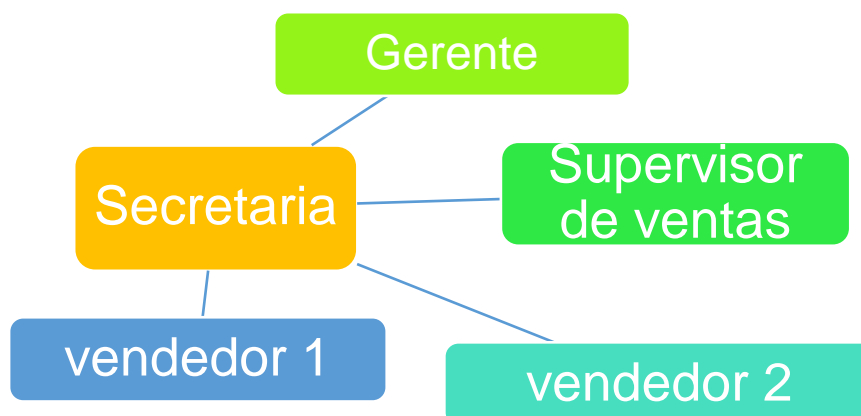 Gerente
Supervisor
de ventas
Secretaria
vendedor 1
vendedor 2